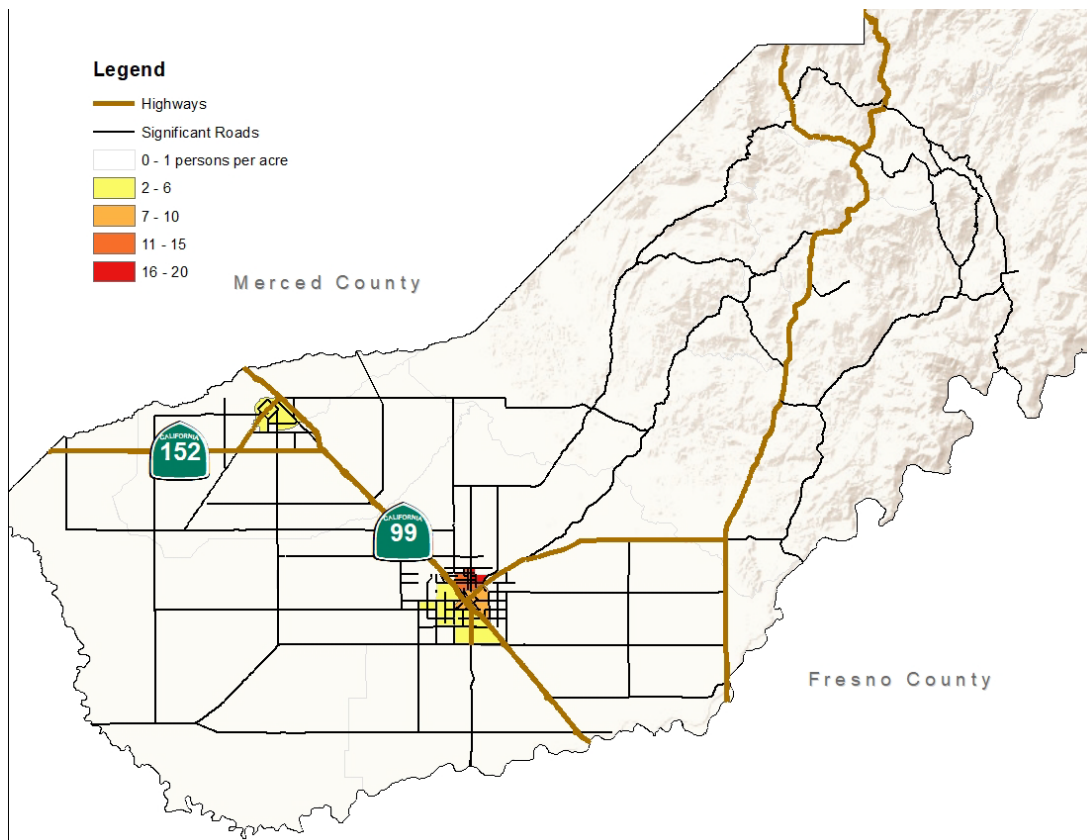 Legend
Highways
Significant Roads
0 - 1 persons per acre
2 - 6
7 - 10
11 - 15
16 - 20
Merced County
CALIFORNIA
152
CALIFORNIA
99
Fresno County